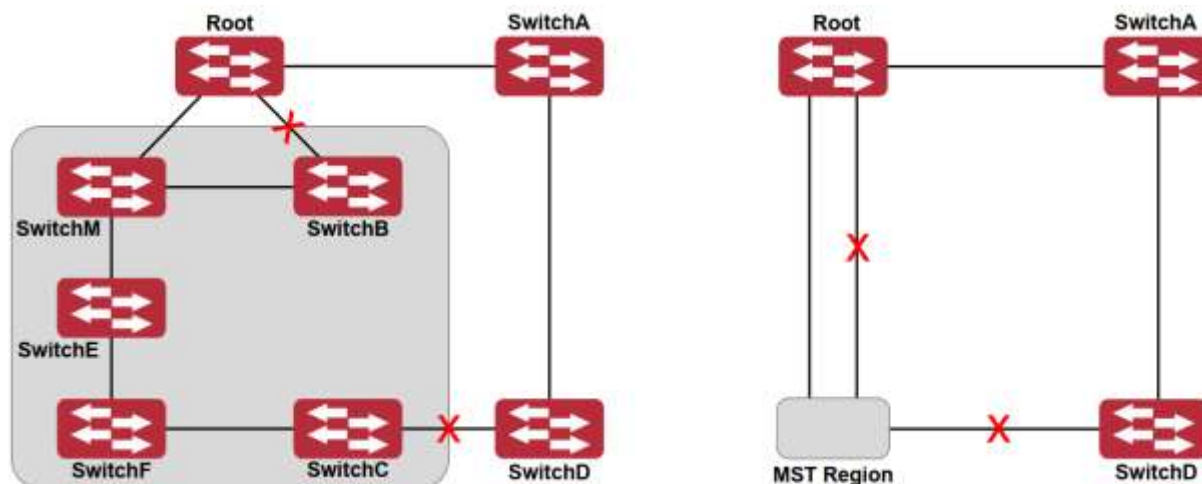 Root
SwitchA
SwitchM
SwitchB
SwitchE
SwitchF
SwitchC
SwitchD
Root
SwitchA
MST Region
SwitchD